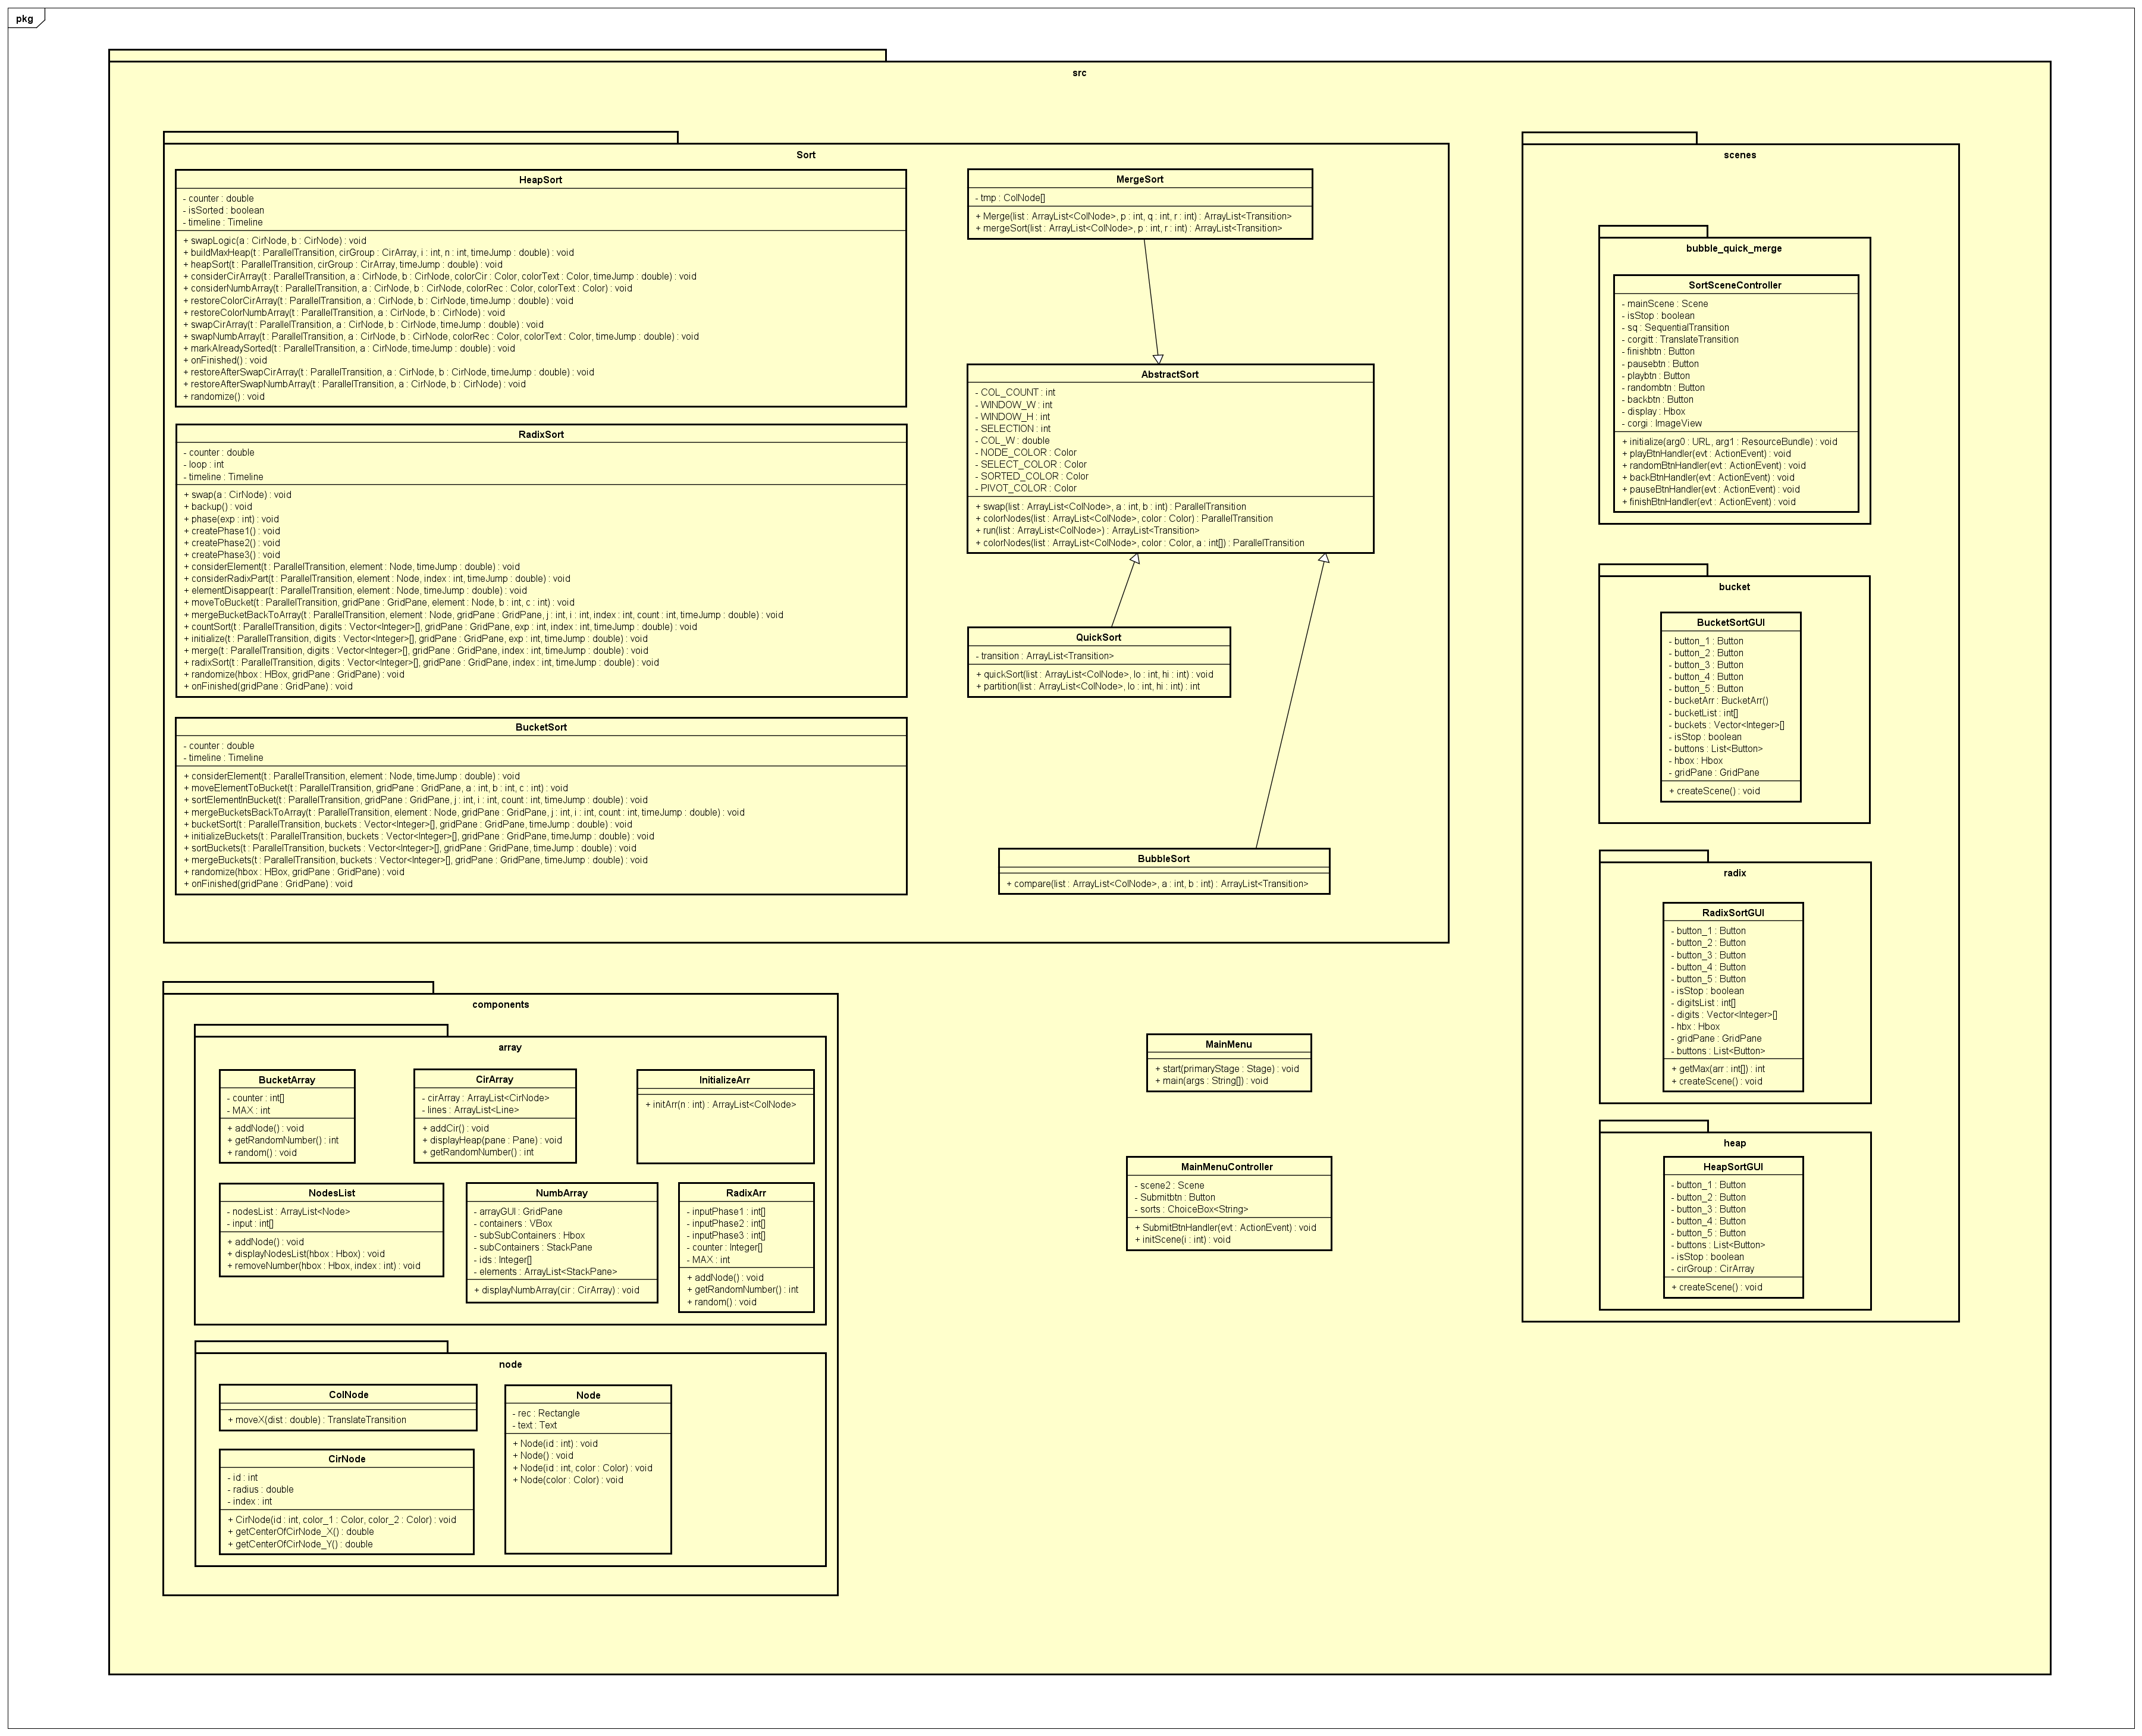 pkg
src
Sort
HeapSort
- counter : double
- isSorted : boolean
- timeline : Timeline
+ swapLogic(a : CirNode, b : CirNode) : void
+ buildMaxHeap(t : ParallelTransition, cirGroup : CirArray, i : int, n : int, timeJump : double) : void
+ heapSort(t : ParallelTransition, cirGroup : CirArray, timeJump : double) : void
+ considerCirArray(t : ParallelTransition, a : CirNode, b : CirNode, colorCir : Color, colorText : Color, timeJump : double) : void
+ considerNumbArray(t : ParallelTransition, a : CirNode, b : CirNode, colorRec : Color, colorText : Color) : void
+ restoreColorCirArray(t : ParallelTransition, a : CirNode, b : CirNode, timeJump : double) : void
+ restoreColorNumbArray(t : ParallelTransition, a : CirNode, b : CirNode) : void
+ swapCirArray(t : ParallelTransition, a : CirNode, b : CirNode, timeJump : double) : void
+ swapNumbArray(t : ParallelTransition, a : CirNode, b : CirNode, colorRec : Color, colorText : Color, timeJump : double) : void
+ markAlreadySorted(t : ParallelTransition, a : CirNode, timeJump : double) : void
+ onFinished() : void
+ restoreAfterSwapCirArray(t : ParallelTransition, a : CirNode, b : CirNode, timeJump : double) : void
+ restoreAfterSwapNumbArray(t : ParallelTransition, a : CirNode, b : CirNode) : void
+ randomize() : void
RadixSort
- counter : double
- loop : int
- timeline : Timeline
+ swap(a : CirNode) : void
+ backup() : void
+ phase(exp : int) : void
+ createPhase1() : void
+ createPhase2() : void
+ createPhase3() : void
+ considerElement(t : ParallelTransition, element : Node, timeJump : double) : void
+ considerRadixPart(t : ParallelTransition, element : Node, index : int, timeJump : double) : void
+ elementDisappear(t : ParallelTransition, element : Node, timeJump : double) : void
+ moveToBucket(t : ParallelTransition, gridPane : GridPane, element : Node, b : int, c : int) : void
+ mergeBucketBackToArray(t : ParallelTransition, element : Node, gridPane : GridPane, j : int, i : int, index : int, count : int, timeJump : double) : void
+ countSort(t : ParallelTransition, digits : Vector<Integer>[], gridPane : GridPane, exp : int, index : int, timeJump : double) : void
+ initialize(t : ParallelTransition, digits : Vector<Integer>[], gridPane : GridPane, exp : int, timeJump : double) : void
+ merge(t : ParallelTransition, digits : Vector<Integer>[], gridPane : GridPane, index : int, timeJump : double) : void
+ radixSort(t : ParallelTransition, digits : Vector<Integer>[], gridPane : GridPane, index : int, timeJump : double) : void
+ randomize(hbox : HBox, gridPane : GridPane) : void
+ onFinished(gridPane : GridPane) : void
BucketSort
- counter : double
- timeline : Timeline
+ considerElement(t : ParallelTransition, element : Node, timeJump : double) : void
+ moveElementToBucket(t : ParallelTransition, gridPane : GridPane, a : int, b : int, c : int) : void
+ sortElementInBucket(t : ParallelTransition, gridPane : GridPane, j : int, i : int, count : int, timeJump : double) : void
+ mergeBucketsBackToArray(t : ParallelTransition, element : Node, gridPane : GridPane, j : int, i : int, count : int, timeJump : double) : void
+ bucketSort(t : ParallelTransition, buckets : Vector<Integer>[], gridPane : GridPane, timeJump : double) : void
+ initializeBuckets(t : ParallelTransition, buckets : Vector<Integer>[], gridPane : GridPane, timeJump : double) : void
+ sortBuckets(t : ParallelTransition, buckets : Vector<Integer>[], gridPane : GridPane, timeJump : double) : void
+ mergeBuckets(t : ParallelTransition, buckets : Vector<Integer>[], gridPane : GridPane, timeJump : double) : void
+ randomize(hbox : HBox, gridPane : GridPane) : void
+ onFinished(gridPane : GridPane) : void
MergeSort
- tmp : ColNode[]
+ Merge(list : ArrayList<ColNode>, p : int, q : int, r : int) : ArrayList<Transition>
+ mergeSort(list : ArrayList<ColNode>, p : int, r : int) : ArrayList<Transition>
AbstractSort
- COL_COUNT : int
- WINDOW_W : int
- WINDOW_H : int
- SELECTION : int
- COL_W : double
- NODE_COLOR : Color
- SELECT_COLOR : Color
- SORTED_COLOR : Color
- PIVOT_COLOR : Color
+ swap(list : ArrayList<ColNode>, a : int, b : int) : ParallelTransition
+ colorNodes(list : ArrayList<ColNode>, color : Color) : ParallelTransition
+ run(list : ArrayList<ColNode>) : ArrayList<Transition>
+ colorNodes(list : ArrayList<ColNode>, color : Color, a : int[]) : ParallelTransition
QuickSort
- transition : ArrayList<Transition>
+ quickSort(list : ArrayList<ColNode>, lo : int, hi : int) : void
+ partition(list : ArrayList<ColNode>, lo : int, hi : int) : int
BubbleSort
+ compare(list : ArrayList<ColNode>, a : int, b : int) : ArrayList<Transition>
scenes
bubble_quick_merge
SortSceneController
- mainScene : Scene
- isStop : boolean
- sq : SequentialTransition
- corgitt : TranslateTransition
- finishbtn : Button
- pausebtn : Button
- playbtn : Button
- randombtn : Button
- backbtn : Button
- display : Hbox
- corgi : ImageView
+ initialize(arg0 : URL, arg1 : ResourceBundle) : void
+ playBtnHandler(evt : ActionEvent) : void
+ randomBtnHandler(evt : ActionEvent) : void
+ backBtnHandler(evt : ActionEvent) : void
+ pauseBtnHandler(evt : ActionEvent) : void
+ finishBtnHandler(evt : ActionEvent) : void
bucket
BucketSortGUI
- button_1 : Button
- button_2 : Button
- button_3 : Button
- button_4 : Button
- button_5 : Button
- bucketArr : BucketArr()
- bucketList : int[]
- buckets : Vector<Integer>[]
- isStop : boolean
- buttons : List<Button>
- hbox : Hbox
- gridPane : GridPane
+ createScene() : void
radix
RadixSortGUI
- button_1 : Button
- button_2 : Button
- button_3 : Button
- button_4 : Button
- button_5 : Button
- isStop : boolean
- digitsList : int[]
- digits : Vector<Integer>[]
- hbx : Hbox
- gridPane : GridPane
- buttons : List<Button>
+ getMax(arr : int[]) : int
+ createScene() : void
heap
HeapSortGUI
- button_1 : Button
- button_2 : Button
- button_3 : Button
- button_4 : Button
- button_5 : Button
- buttons : List<Button>
- isStop : boolean
- cirGroup : CirArray
+ createScene() : void
components
array
BucketArray
- counter : int[]
- MAX : int
+ addNode() : void
+ getRandomNumber() : int
+ random() : void
CirArray
- cirArray : ArrayList<CirNode>
- lines : ArrayList<Line>
+ addCir() : void
+ displayHeap(pane : Pane) : void
+ getRandomNumber() : int
InitializeArr
+ initArr(n : int) : ArrayList<ColNode>
NodesList
- nodesList : ArrayList<Node>
- input : int[]
+ addNode() : void
+ displayNodesList(hbox : Hbox) : void
+ removeNumber(hbox : Hbox, index : int) : void
NumbArray
- arrayGUI : GridPane
- containers : VBox
- subSubContainers : Hbox
- subContainers : StackPane
- ids : Integer[]
- elements : ArrayList<StackPane>
+ displayNumbArray(cir : CirArray) : void
RadixArr
- inputPhase1 : int[]
- inputPhase2 : int[]
- inputPhase3 : int[]
- counter : Integer[]
- MAX : int
+ addNode() : void
+ getRandomNumber() : int
+ random() : void
node
ColNode
+ moveX(dist : double) : TranslateTransition
Node
- rec : Rectangle
- text : Text
+ Node(id : int) : void
+ Node() : void
+ Node(id : int, color : Color) : void
+ Node(color : Color) : void
CirNode
- id : int
- radius : double
- index : int
+ CirNode(id : int, color_1 : Color, color_2 : Color) : void
+ getCenterOfCirNode_X() : double
+ getCenterOfCirNode_Y() : double
MainMenu
+ start(primaryStage : Stage) : void
+ main(args : String[]) : void
MainMenuController
- scene2 : Scene
- Submitbtn : Button
- sorts : ChoiceBox<String>
+ SubmitBtnHandler(evt : ActionEvent) : void
+ initScene(i : int) : void